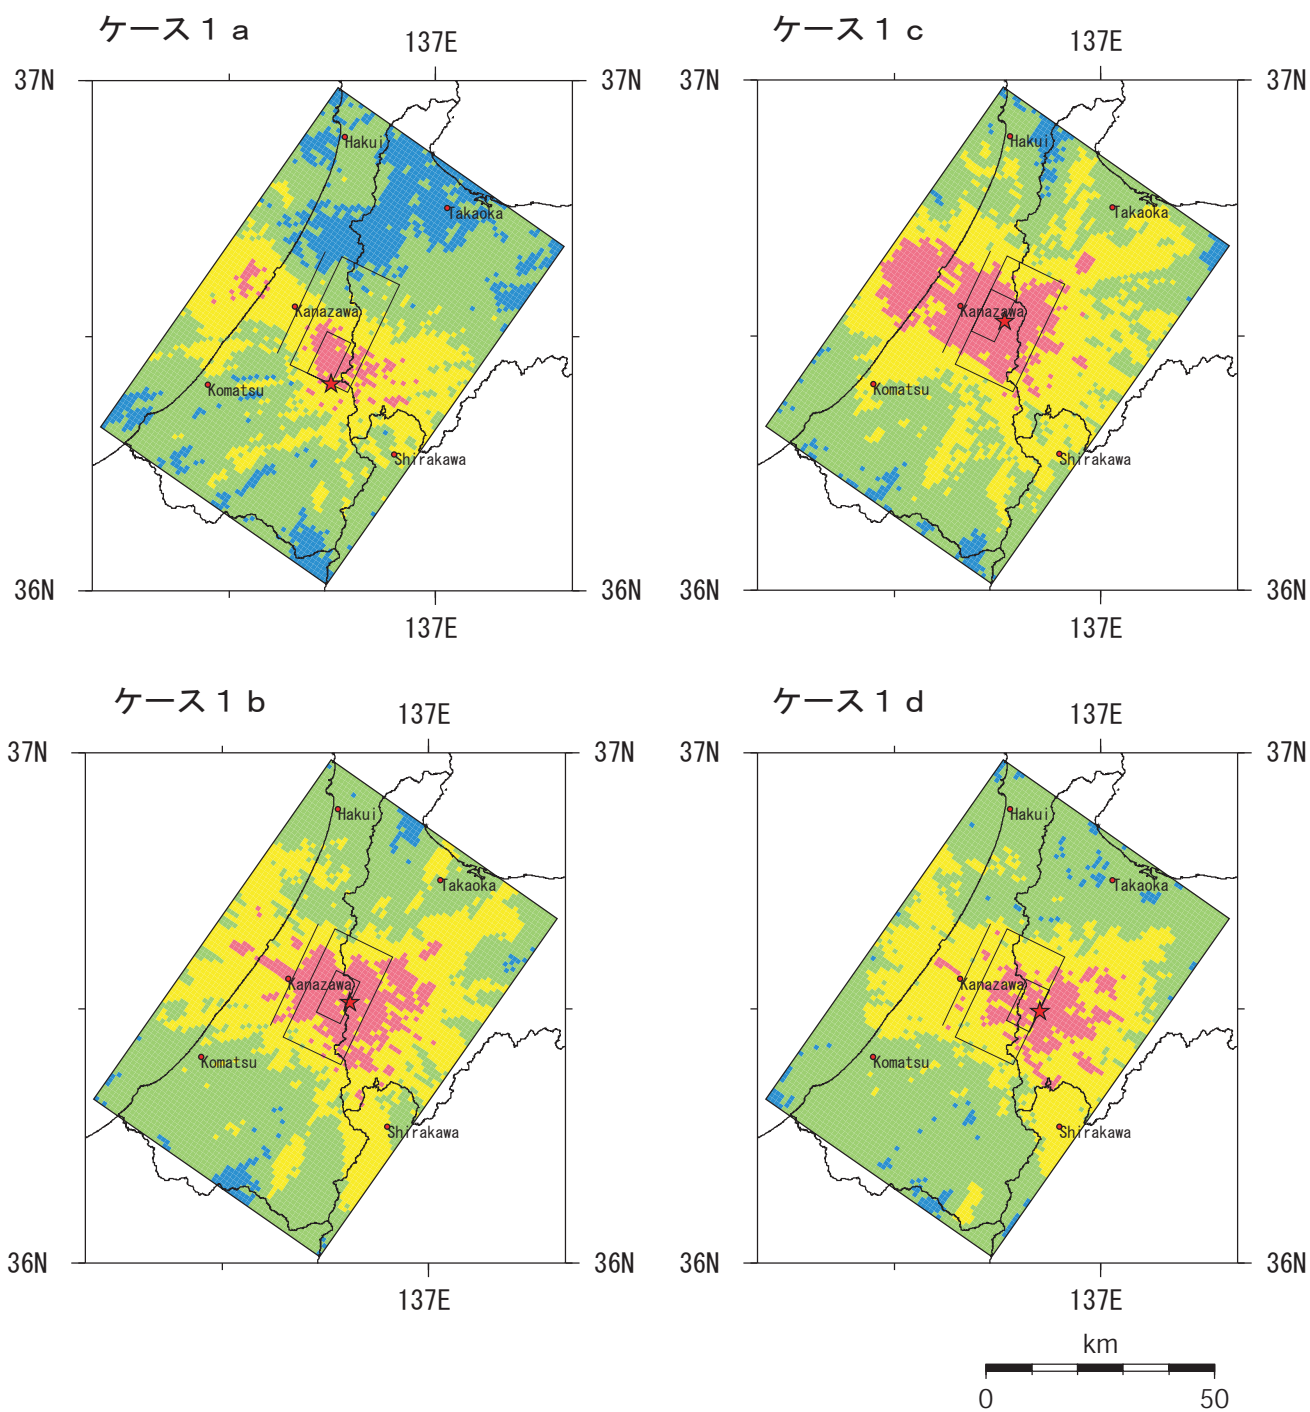 ケース１ａ
137E
37N
37N
Hakui
Takaoka
Kanazawa
Komatsu
Shirakawa
36N
36N
137E
ケース１ｃ
137E
37N
37N
Hakui
Takaoka
Kanazawa
Komatsu
Shirakawa
36N
36N
137E
ケース１ｂ
137E
37N
37N
Hakui
Takaoka
Kanazawa
Komatsu
Shirakawa
36N
36N
137E
ケース１ｄ
137E
37N
37N
Hakui
Takaoka
Kanazawa
Komatsu
Shirakawa
36N
36N
137E
km
0 50